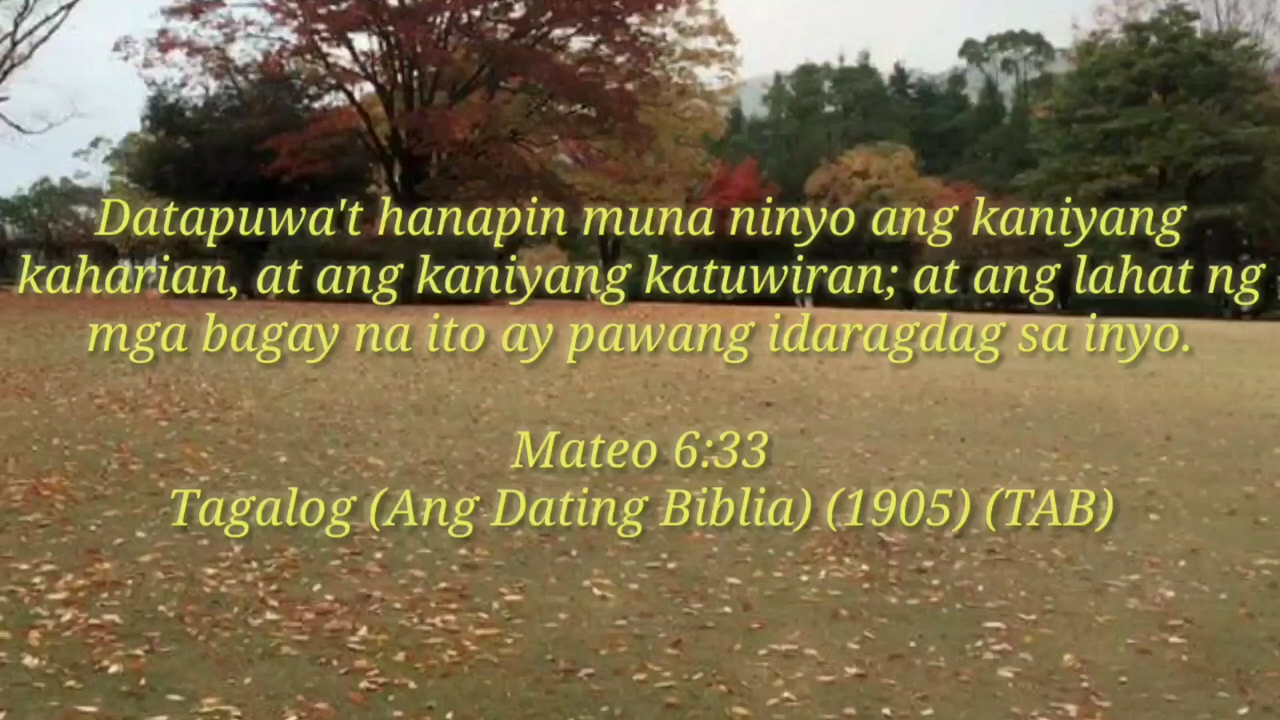 Datapuwa't hanapin muna ninyo ang kaniyang
kaharian, at ang kaniyang katuwiran; at ang lahat ng
mga bagay na ito ay pawang idaragdag sa inyo.
Mateo 6:33
Tagalog (Ang Dating Biblia) (1905) (TAB)